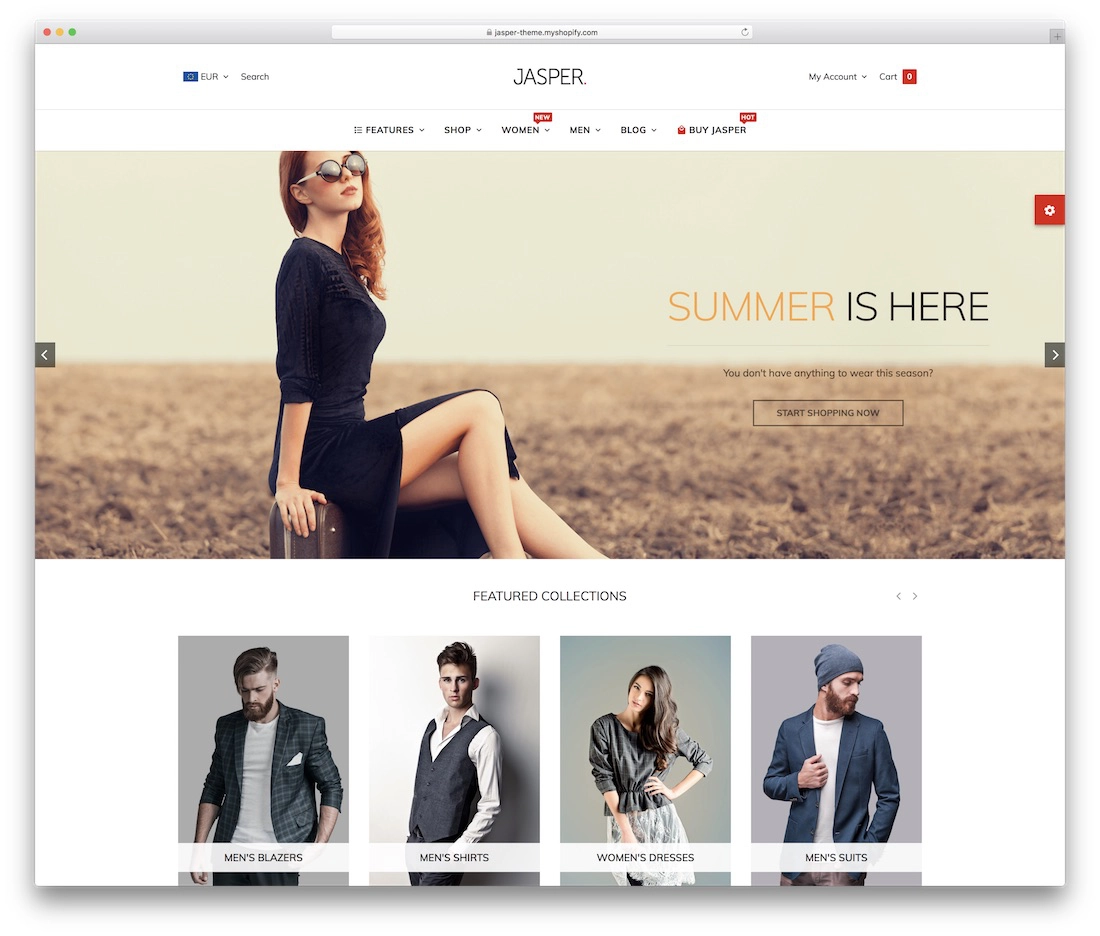 jasper-theme.myshopify.com
EUR Search JASPER. My Account Cart 0
NEW HOT
FEATURES SHOP WOMEN MEN BLOG BUY JASPER
SUMMER IS HERE
You don't have anything to wear this season?
START SHOPPING NOW
FEATURED COLLECTIONS
MEN'S BLAZERS MEN'S SHIRTS WOMEN'S DRESSES MEN'S SUITS